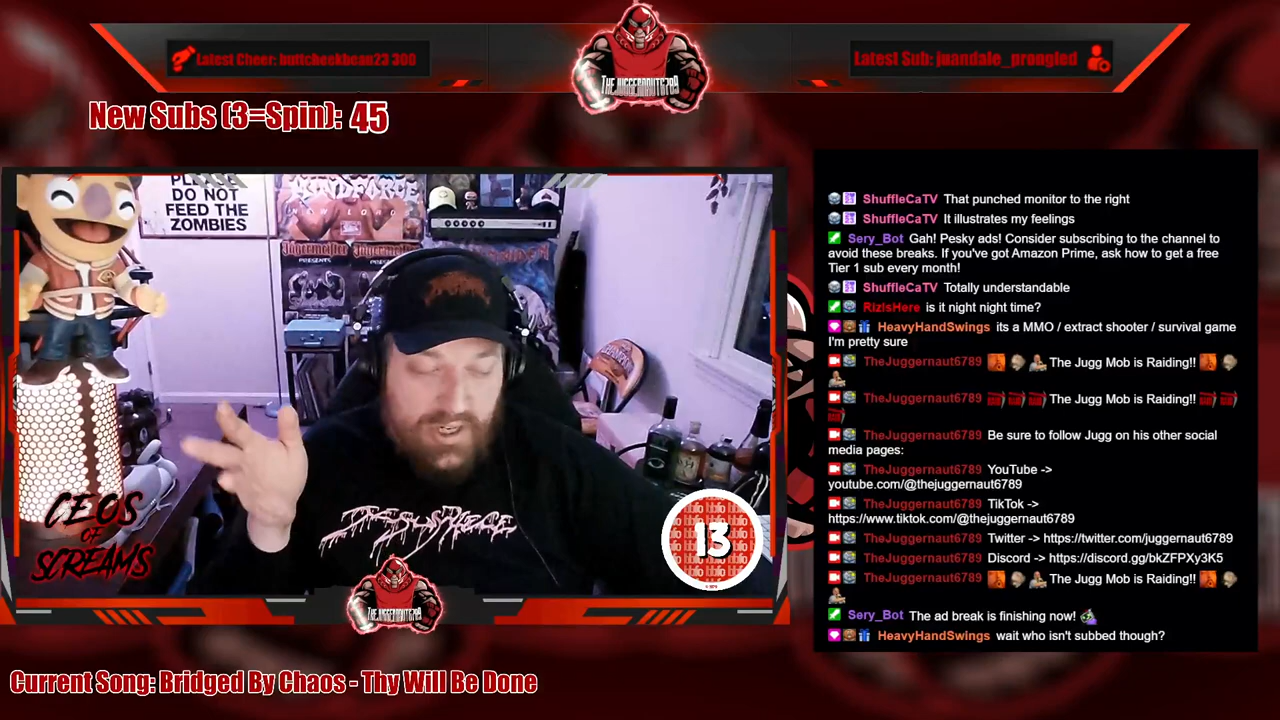 Latest Cheer: buttcheekbean23 300
THEJUGGERNAUT6789
Latest Sub: juandale_prongled
New Subs (3=Spin): 45
DO NOT
FEED THE
ZOMBIES
Jägermeister
PRESENTS
Jägermeister
PRESENTS
CEOS
OF
SCREAMS
13
THEJUGGERNAUT6789
ShuffleCaTV That punched monitor to the right
ShuffleCaTV It illustrates my feelings
Sery_Bot Gah! Pesky ads! Consider subscribing to the channel to
avoid these breaks. If you've got Amazon Prime, ask how to get a free
Tier 1 sub every month!
ShuffleCaTV Totally understandable
RizIsHere is it night night time?
HeavyHandSwings its a MMO / extract shooter / survival game
I'm pretty sure
TheJuggernaut6789 The Jugg Mob is Raiding!!
TheJuggernaut6789 The Jugg Mob is Raiding!!
TheJuggernaut6789 Be sure to follow Jugg on his other social
media pages:
TheJuggernaut6789 YouTube ->
youtube.com/@thejuggernaut6789
TheJuggernaut6789 TikTok ->
https://www.tiktok.com/@thejuggernaut6789
TheJuggernaut6789 Twitter -> https://twitter.com/juggernaut6789
TheJuggernaut6789 Discord -> https://discord.gg/bkZFPXy3K5
TheJuggernaut6789 The Jugg Mob is Raiding!!
Sery_Bot The ad break is finishing now!
HeavyHandSwings wait who isn't subbed though?
Current Song: Bridged By Chaos - Thy Will Be Done